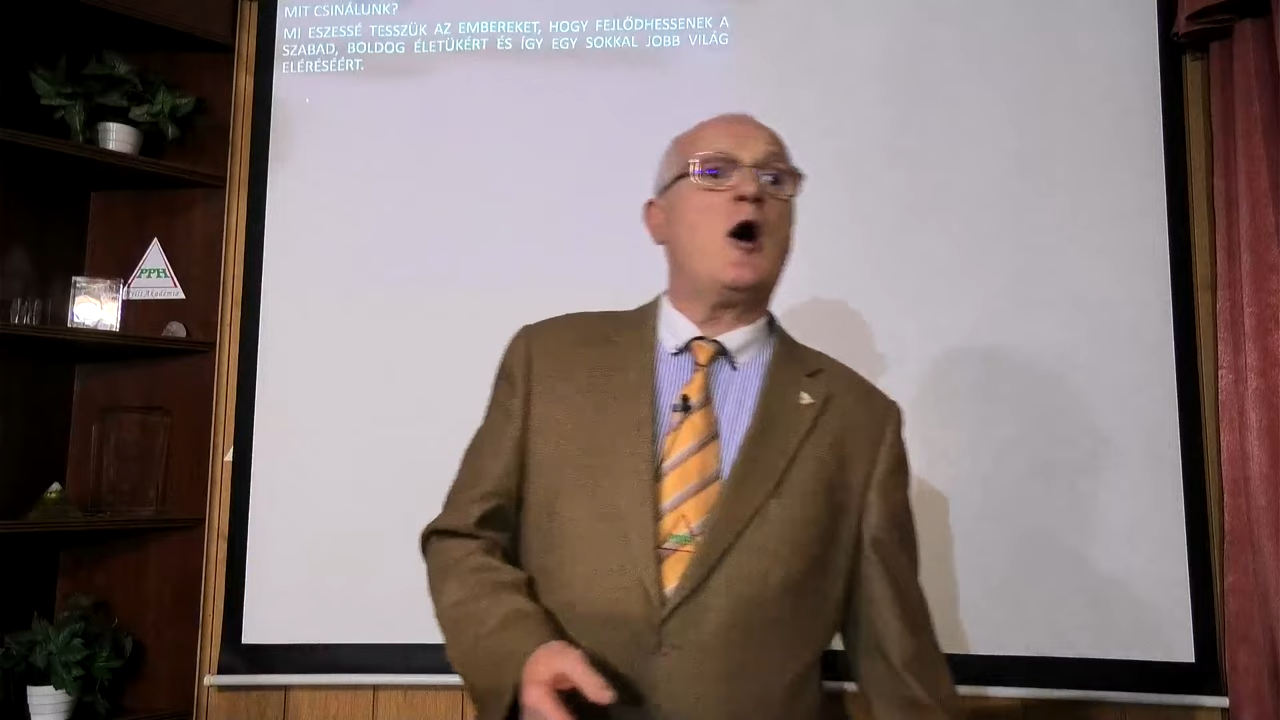 MIT CSINÁLUNK?
MI ESZESSÉ TESSZÜK AZ EMBEREKET, HOGY FEJLŐDHESSENEK A
SZABAD, BOLDOG ÉLETÜKÉRT ÉS ÍGY EGY SOKKAL JOBB VILÁG
ELÉRÉSÉÉRT.
PPH
Akadémia